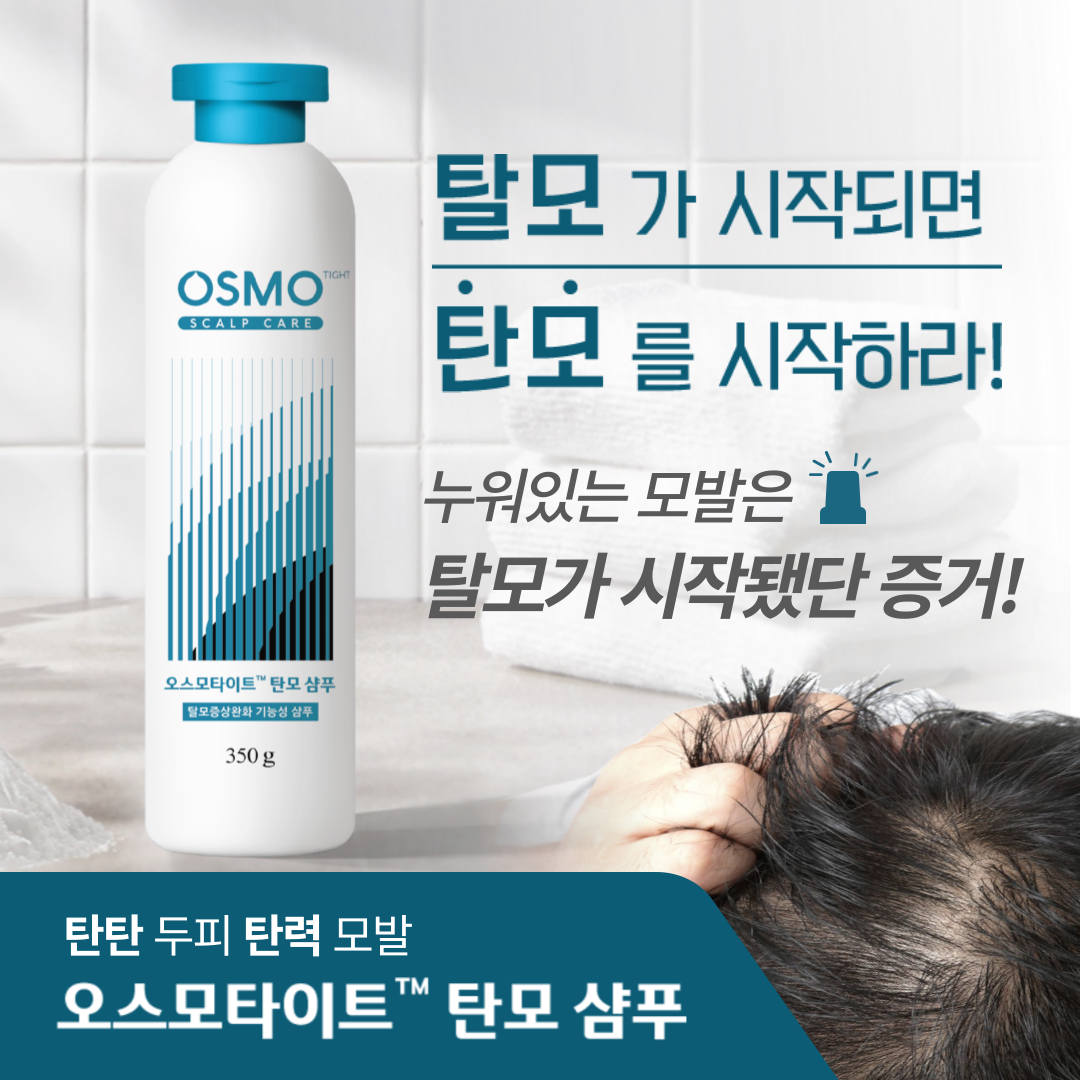 OSMO TIGHT
SCALP CARE
오스모타이트™ 탄모 샴푸
탈모증상완화 기능성 샴푸
350 g
탈모가 시작되면
탄모를 시작하라!
누워있는 모발은
탈모가 시작됐단 증거!
탄탄 두피 탄력 모발
오스모타이트™ 탄모 샴푸